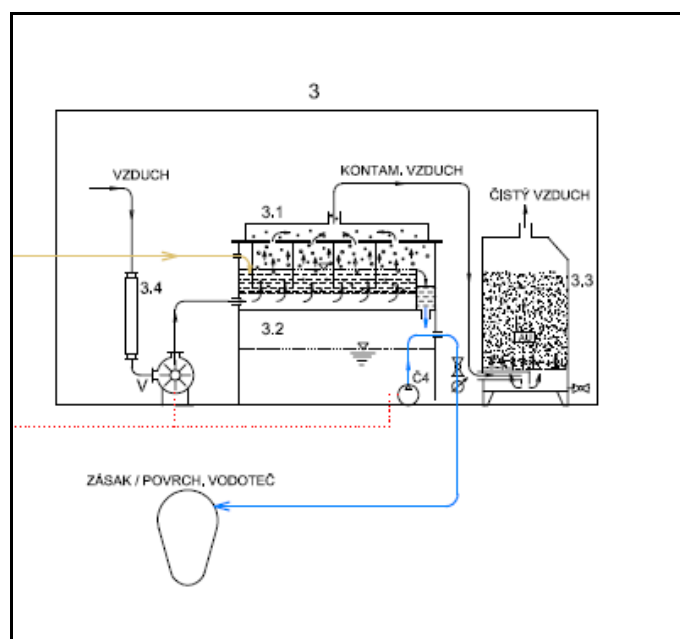 3
VZDUCH
KONTAM. VZDUCH
ČISTÝ VZDUCH
3.1
3.3
3.4
3.2
V
Č4
ZÁSAK / POVRCH, VODOTEČ